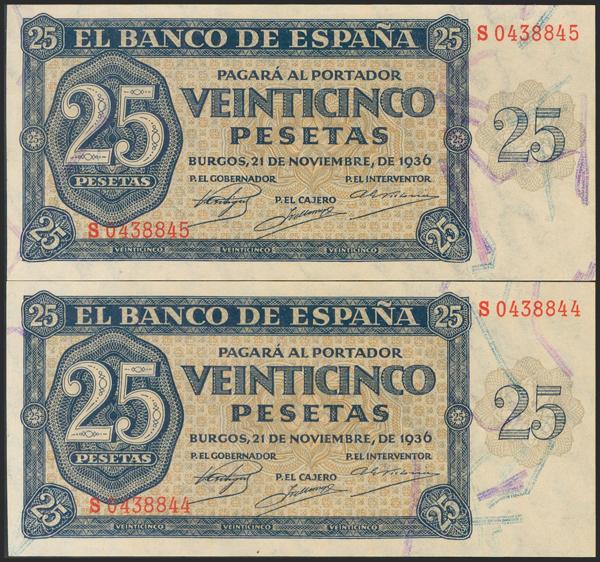 25 EL BANCO DE ESPAÑA 25 S 0438845
PAGARÁ AL PORTADOR
25 VEINTICINCO 25
PESETAS
BURGOS, 21 DE NOVIEMBRE, DE 1936
PESETAS P. EL GOBERNADOR P. EL INTERVENTOR
P. EL CAJERO
S 0438845
25 VEINTICINCO VEINTICINCO VEINTICINCO 25
25 EL BANCO DE ESPAÑA 25 S 0438844
PAGARÁ AL PORTADOR
25 VEINTICINCO 25
PESETAS
BURGOS, 21 DE NOVIEMBRE, DE 1936
PESETAS P. EL GOBERNADOR P. EL INTERVENTOR
P. EL CAJERO
S 0438844
25 VEINTICINCO VEINTICINCO VEINTICINCO 25